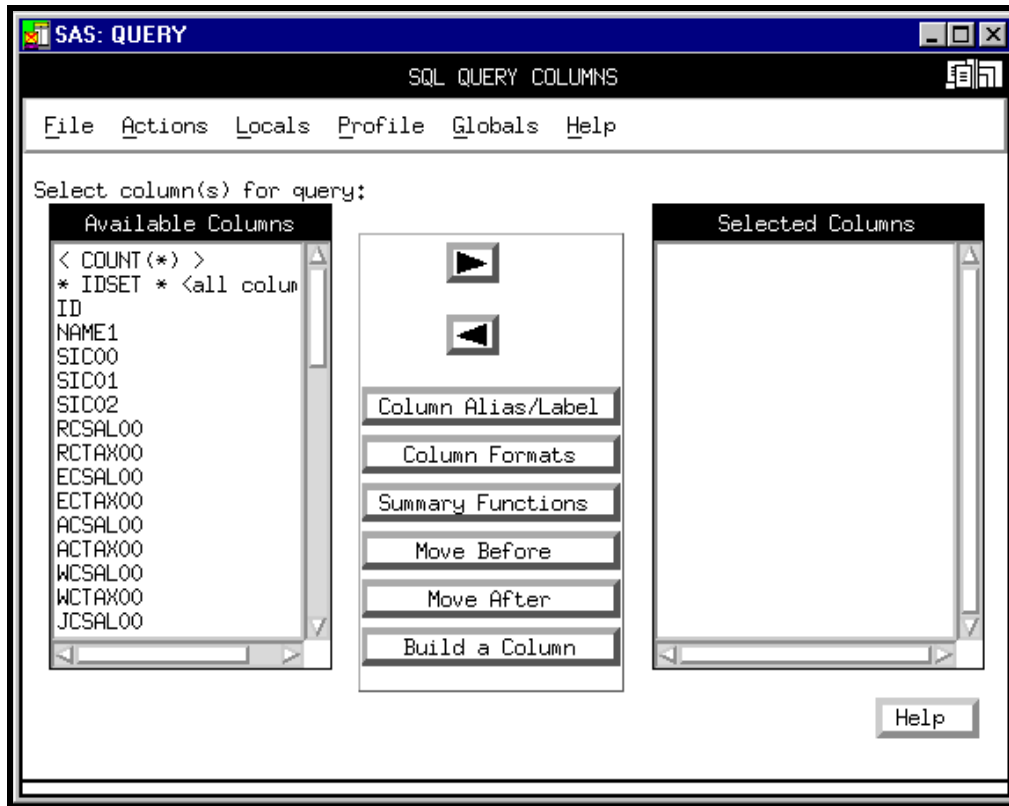 SAS: QUERY
SQL QUERY COLUMNS
File Actions Locals Profile Globals Help
Select column(s) for query:
Available Columns
< COUNT(*) >
* IDSET * <all colum
ID
NAME1
SIC00
SIC01
SIC02
RCSAL00
RCTAX00
ECSAL00
ECTAX00
ACSAL00
ACTAX00
WCSAL00
WCTAX00
JCSAL00
Column Alias/Label
Column Formats
Summary Functions
Move Before
Move After
Build a Column
Selected Columns
Help